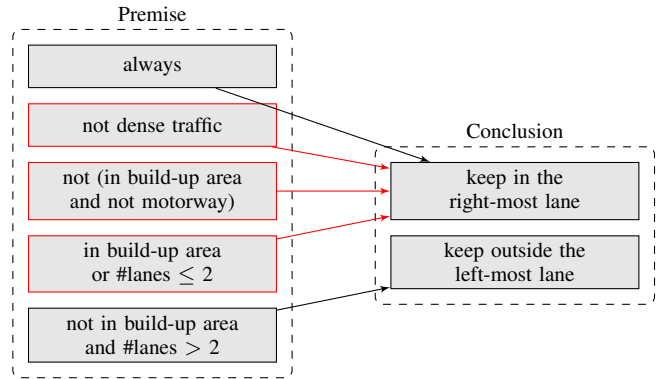 Premise
always
not dense traffic
not (in build-up area
and not motorway)
in build-up area
or #lanes ≤ 2
not in build-up area
and #lanes > 2
Conclusion
keep in the
right-most lane
keep outside the
left-most lane